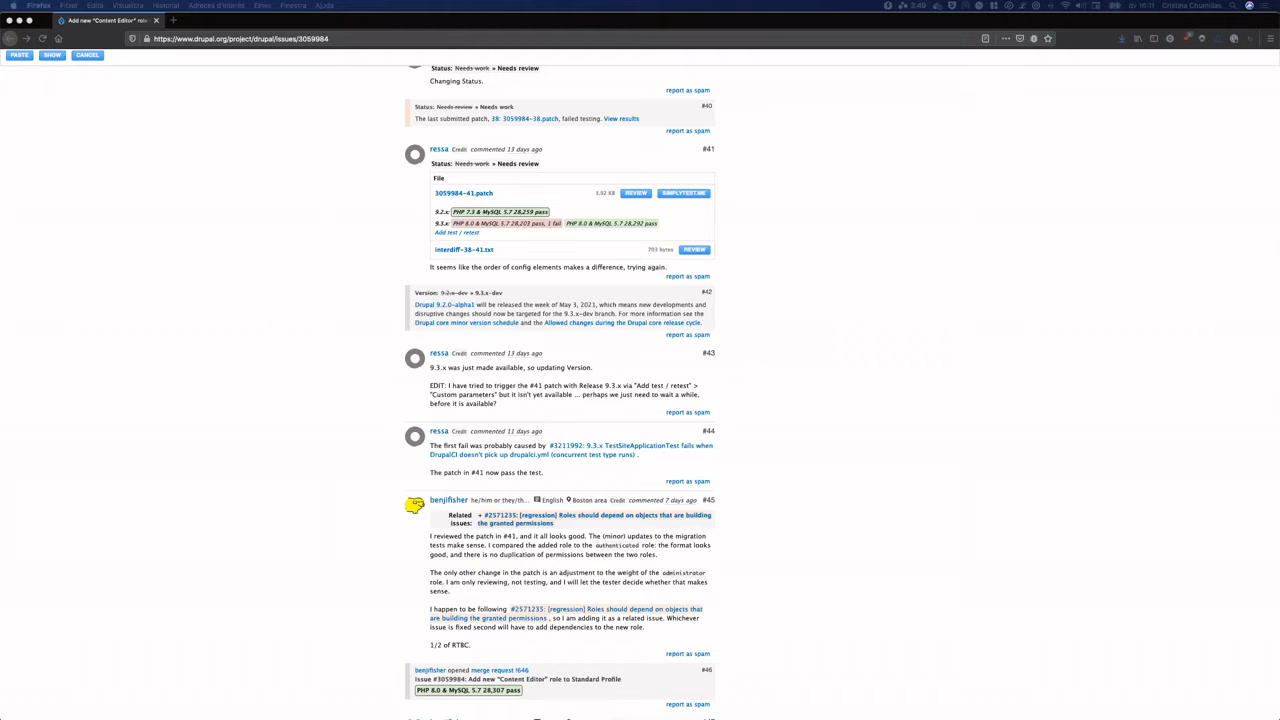 Firefox Fitxer Edita Visualitza Historial Adreces d'interès Eines Finestra Ajuda
3:49
dv 16:11 Cristina Chumillas
Add new "Content Editor" role
https://www.drupal.org/project/drupal/issues/3059984
PASTE SHOW CANCEL
Status: Needs work » Needs review
Changing Status.
report as spam
Status: Needs review » Needs work #40
The last submitted patch, 38: 3059984-38.patch, failed testing. View results
report as spam
ressa Credit commented 13 days ago #41
Status: Needs work » Needs review
File
3059984-41.patch 3.92 KB REVIEW SIMPLYTEST.ME
9.2.x: PHP 7.3 & MySQL 5.7 28,259 pass
9.3.x: PHP 8.0 & MySQL 5.7 28,203 pass, 1 fail PHP 8.0 & MySQL 5.7 28,292 pass
Add test / retest
interdiff-38-41.txt 703 bytes REVIEW
It seems like the order of config elements makes a difference, trying again.
report as spam
Version: 9.2.x-dev » 9.3.x-dev #42
Drupal 9.2.0-alpha1 will be released the week of May 3, 2021, which means new developments and
disruptive changes should now be targeted for the 9.3.x-dev branch. For more information see the
Drupal core minor version schedule and the Allowed changes during the Drupal core release cycle.
report as spam
ressa Credit commented 13 days ago #43
9.3.x was just made available, so updating Version.
EDIT: I have tried to trigger the #41 patch with Release 9.3.x via "Add test / retest" >
"Custom parameters" but it isn't yet available ... perhaps we just need to wait a while,
before it is available?
report as spam
ressa Credit commented 11 days ago #44
The first fail was probably caused by #3211992: 9.3.x TestSiteApplicationTest fails when
DrupalCI doesn't pick up drupalci.yml (concurrent test type runs) .
The patch in #41 now pass the test.
report as spam
benjifisher he/him or they/th... English Boston area Credit commented 7 days ago #45
Related + #2571235: [regression] Roles should depend on objects that are building
issues: the granted permissions
I reviewed the patch in #41, and it all looks good. The (minor) updates to the migration
tests make sense. I compared the added role to the authenticated role: the format looks
good, and there is no duplication of permissions between the two roles.
The only other change in the patch is an adjustment to the weight of the administrator
role. I am only reviewing, not testing, and I will let the tester decide whether that makes
sense.
I happen to be following #2571235: [regression] Roles should depend on objects that
are building the granted permissions , so I am adding it as a related issue. Whichever
issue is fixed second will have to add dependencies to the new role.
1/2 of RTBC.
report as spam
benjifisher opened merge request !646 #46
Issue #3059984: Add new "Content Editor" role to Standard Profile
PHP 8.0 & MySQL 5.7 28,307 pass
report as spam